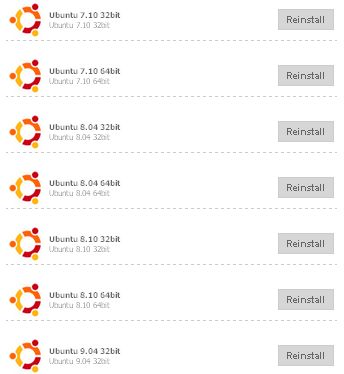 Ubuntu 7.10 32bit
Ubuntu 7.10 32bit
Reinstall
Ubuntu 7.10 64bit
Ubuntu 7.10 64bit
Reinstall
Ubuntu 8.04 32bit
Ubuntu 8.04 32bit
Reinstall
Ubuntu 8.04 64bit
Ubuntu 8.04 64bit
Reinstall
Ubuntu 8.10 32bit
Ubuntu 8.10 32bit
Reinstall
Ubuntu 8.10 64bit
Ubuntu 8.10 64bit
Reinstall
Ubuntu 9.04 32bit
Ubuntu 9.04 32bit
Reinstall